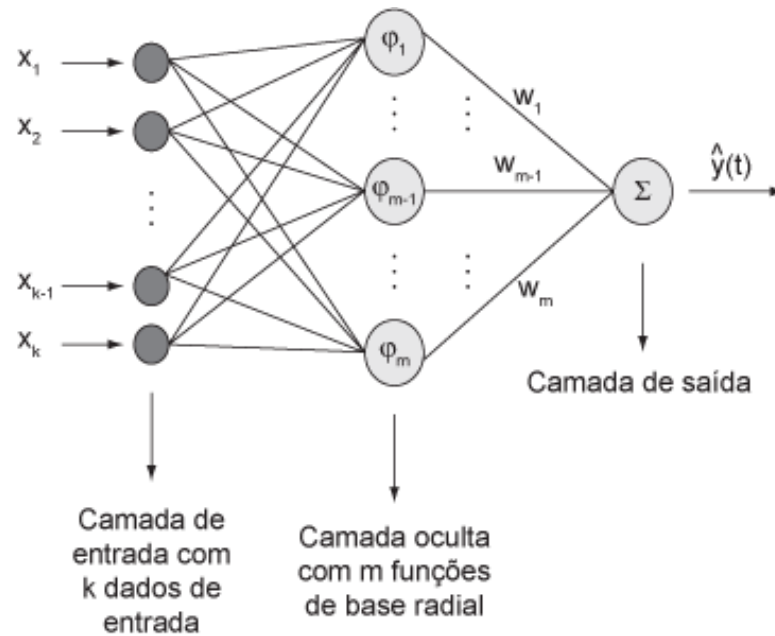 x₁
x₂
⋮
xₖ₋₁
xₖ
φ₁
⋮ ⋮
φₘ₋₁
⋮ ⋮
φₘ
w₁
wₘ₋₁
wₘ
Σ
ŷ(t)
Camada de saída
Camada de
entrada com
k dados de
entrada
Camada oculta
com m funções
de base radial